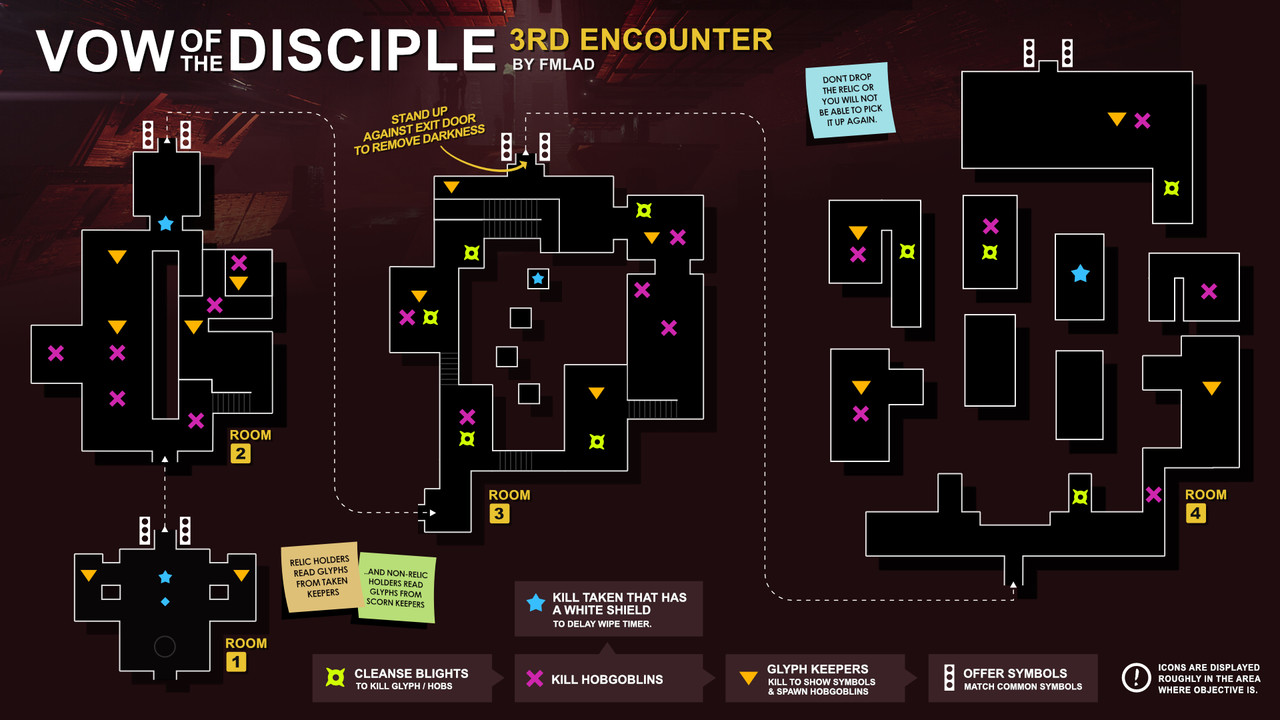 VOW OF THE DISCIPLE 3RD ENCOUNTER
BY FMLAD
STAND UP
AGAINST EXIT DOOR
TO REMOVE DARKNESS
DON'T DROP
THE RELIC OR
YOU WILL NOT
BE ABLE TO PICK
IT UP AGAIN.
ROOM
2
ROOM
3
ROOM
4
ROOM
1
RELIC HOLDERS
READ GLYPHS
FROM TAKEN
KEEPERS
..AND NON-RELIC
HOLDERS READ
GLYPHS FROM
SCORN KEEPERS
KILL TAKEN THAT HAS
A WHITE SHIELD
TO DELAY WIPE TIMER.
CLEANSE BLIGHTS
TO KILL GLYPH / HOBS
KILL HOBGOBLINS
GLYPH KEEPERS
KILL TO SHOW SYMBOLS
& SPAWN HOBGOBLINS
OFFER SYMBOLS
MATCH COMMON SYMBOLS
ICONS ARE DISPLAYED
ROUGHLY IN THE AREA
WHERE OBJECTIVE IS.